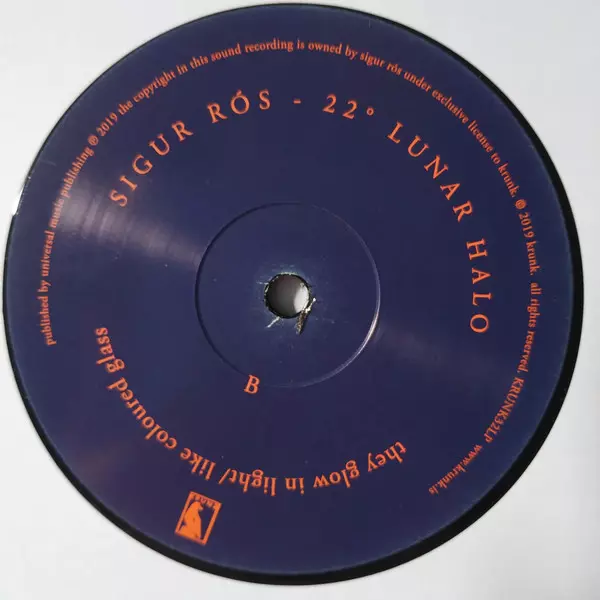 published by universal music publishing ℗ 2019 the copyright in this sound recording is owned by sigur rós under exclusive license to krunk. ℗ 2019 krunk. all rights reserved. KRUNK32LP www.krunk.is
SIGUR RÓS - 22° LUNAR HALO
B
they glow in light/ like coloured glass
KRUNK